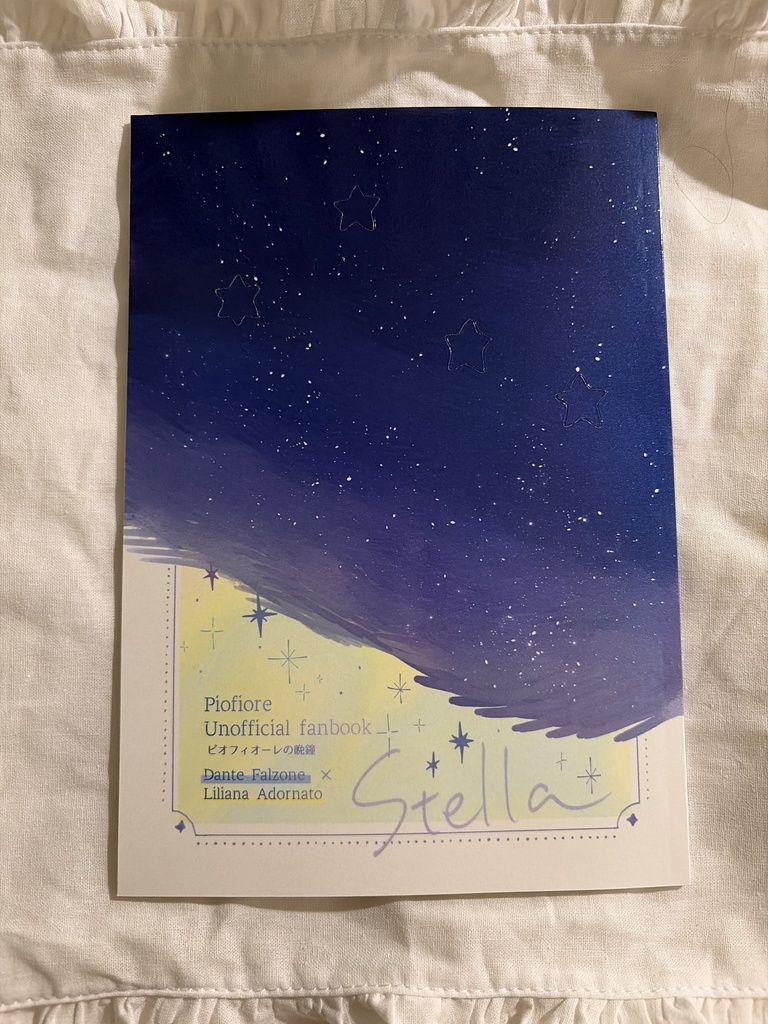 Piofiore
Unofficial fanbook
ピオフィオーレの晩鐘
Dante Falzone ×
Liliana Adornato
Stella